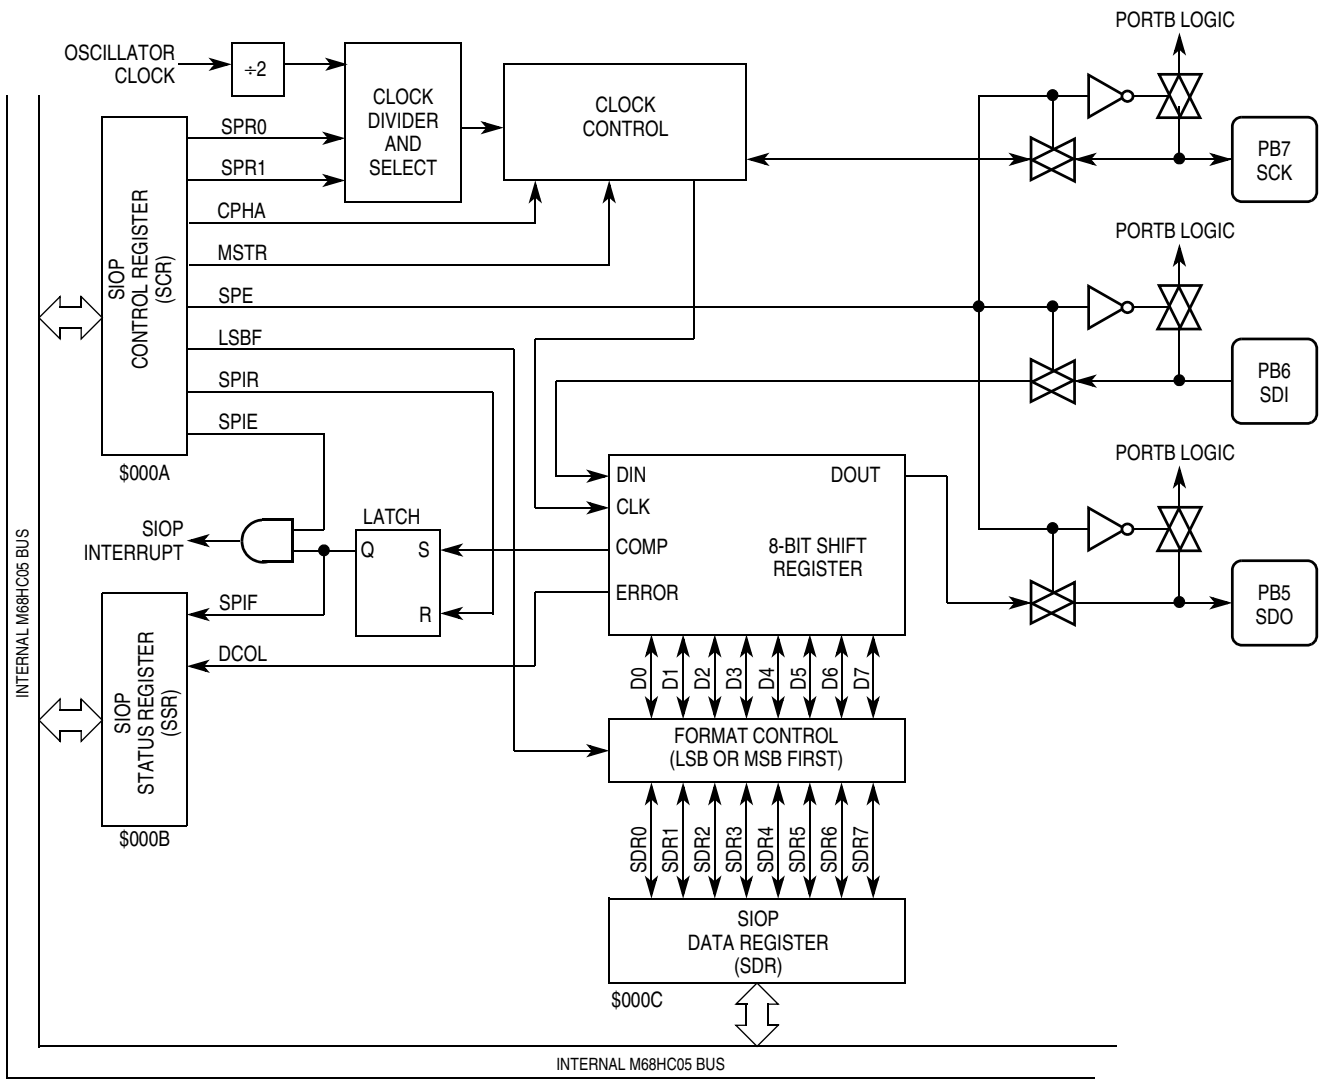 PORTB LOGIC
OSCILLATOR
CLOCK
÷2
CLOCK
DIVIDER
AND
SELECT
CLOCK
CONTROL
PB7
SCK
SIOP
CONTROL REGISTER
(SCR)
SPR0
SPR1
CPHA
MSTR
SPE
LSBF
SPIR
SPIE
$000A
PORTB LOGIC
PB6
SDI
PORTB LOGIC
PB5
SDO
INTERNAL M68HC05 BUS
SIOP
INTERRUPT
LATCH
Q
S
R
DIN
CLK
COMP
ERROR
DOUT
8-BIT SHIFT
REGISTER
SPIF
DCOL
SIOP
STATUS REGISTER
(SSR)
$000B
D0
D1
D2
D3
D4
D5
D6
D7
FORMAT CONTROL
(LSB OR MSB FIRST)
SDR0
SDR1
SDR2
SDR3
SDR4
SDR5
SDR6
SDR7
SIOP
DATA REGISTER
(SDR)
$000C
INTERNAL M68HC05 BUS